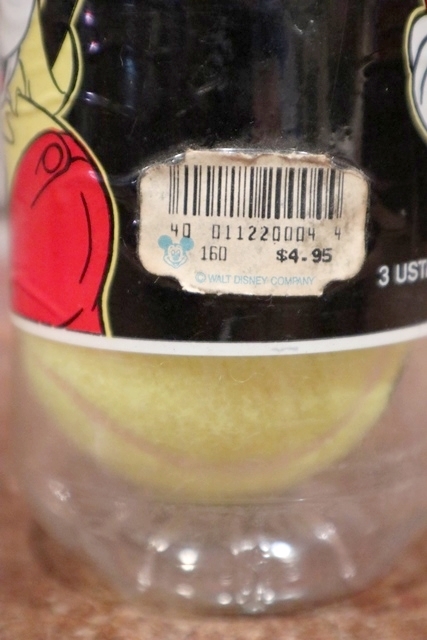 40 011220004 4
160 $4.95
©WALT DISNEY COMPANY
3 UST